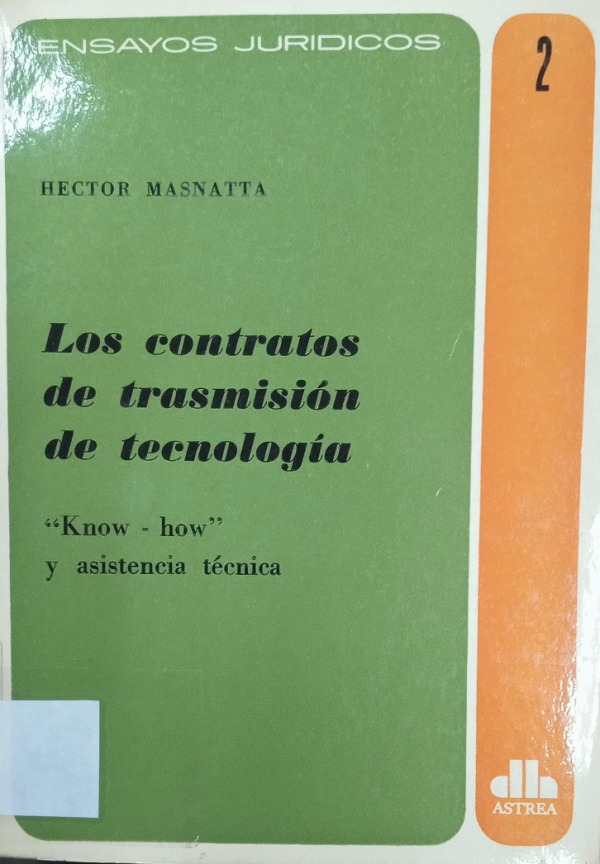 ENSAYOS JURIDICOS
2
HECTOR MASNATTA
Los contratos
de trasmisión
de tecnología
“Know - how”
y asistencia técnica
ASTREA